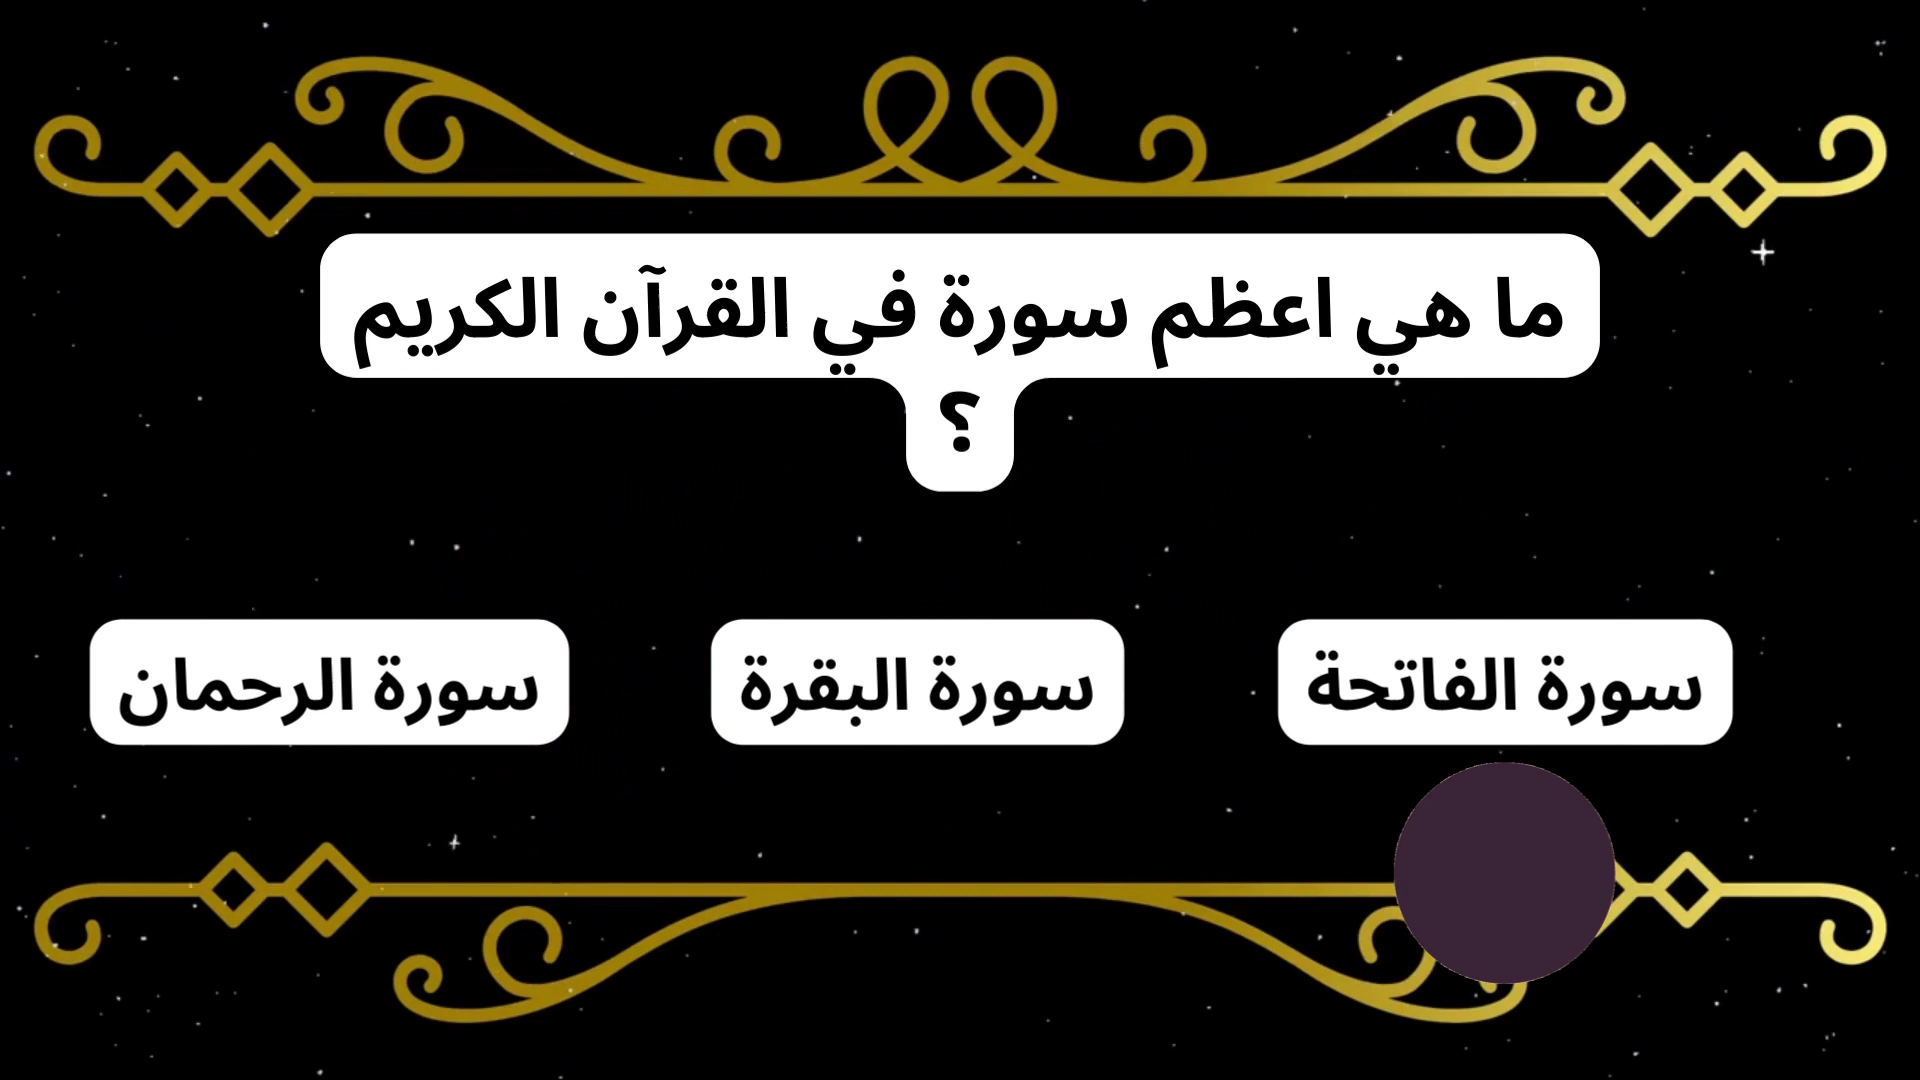 ما هي اعظم سورة في القرآن الكريم
؟
سورة الفاتحة
سورة البقرة
سورة الرحمان